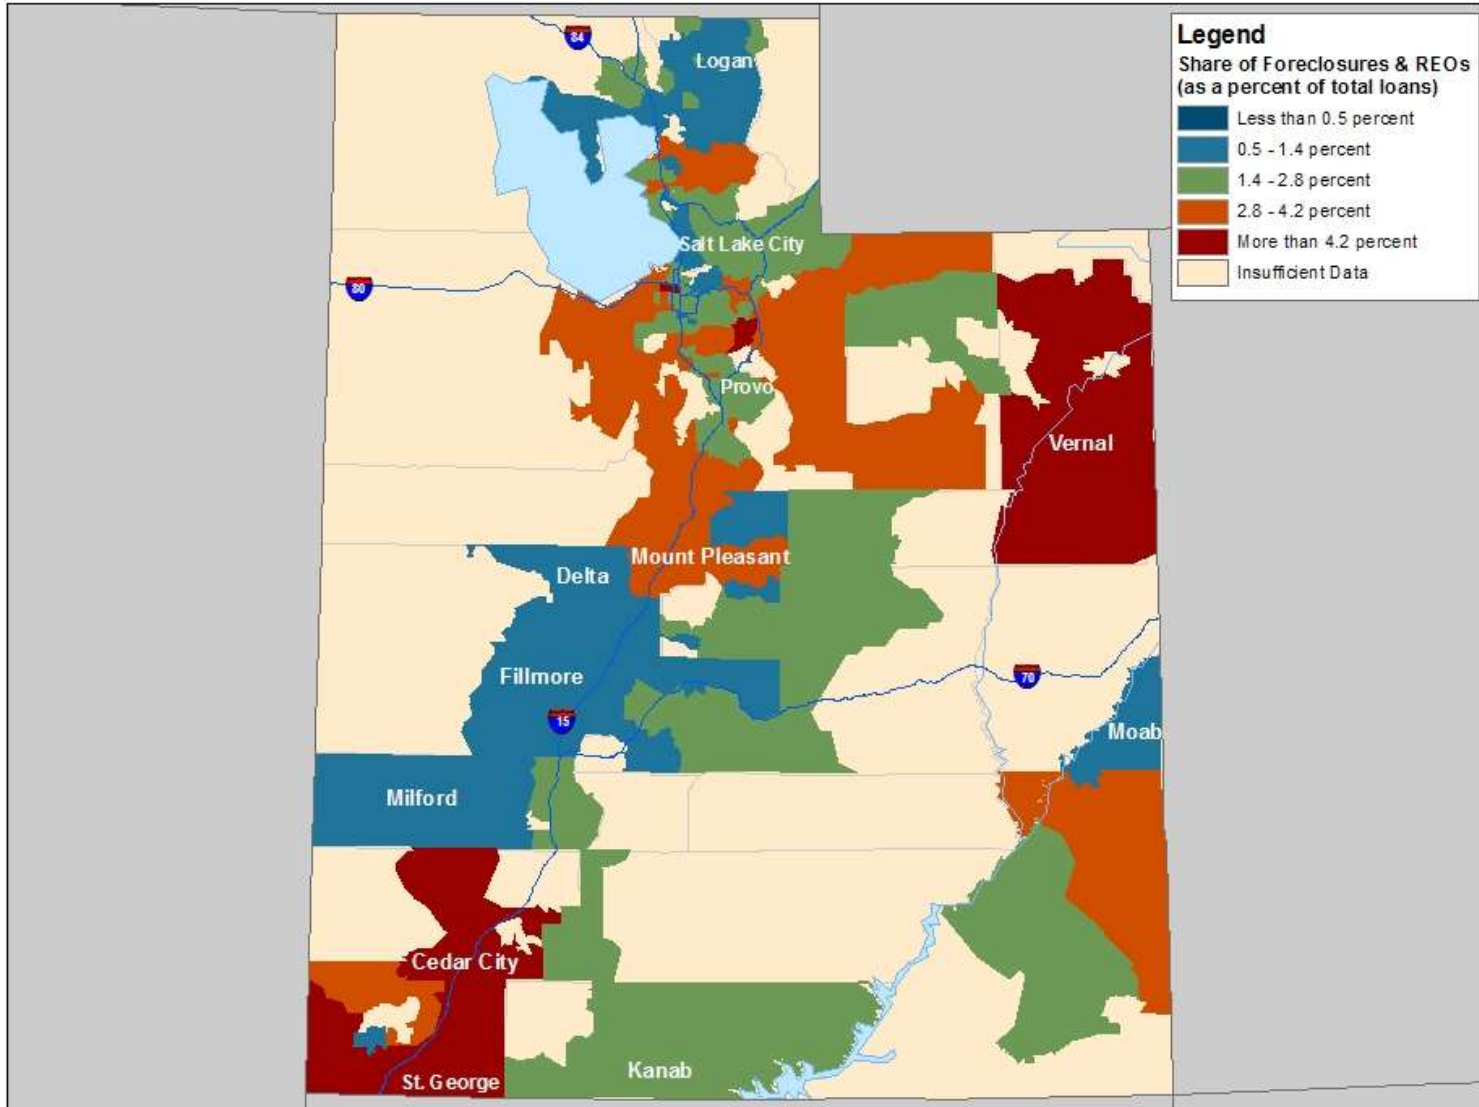 Legend
Share of Foreclosures & REOs
(as a percent of total loans)
Less than 0.5 percent
0.5 - 1.4 percent
1.4 - 2.8 percent
2.8 - 4.2 percent
More than 4.2 percent
Insufficient Data
84
Logan
Salt Lake City
80
Provo
Vernal
Mount Pleasant
Delta
Fillmore
70
15
Moab
Milford
Cedar City
Kanab
St. George